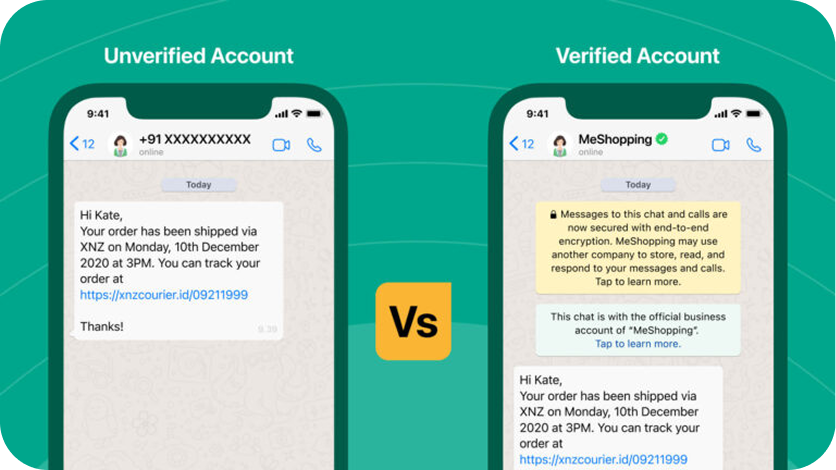 Unverified Account
9:41
12
+91 XXXXXXXXXX
online
Today
Hi Kate,
Your order has been shipped via
XNZ on Monday, 10th December
2020 at 3PM. You can track your
order at
https://xnzcourier.id/09211999
Thanks!
9.39
Vs
Verified Account
9:41
12
MeShopping
online
Today
Messages to this chat and calls are
now secured with end-to-end
encryption. MeShopping may use
another company to store, read, and
respond to your messages and calls.
Tap to learn more.
This chat is with the official business
account of “MeShopping”.
Tap to learn more.
Hi Kate,
Your order has been shipped via
XNZ on Monday, 10th December
2020 at 3PM. You can track your
order at
https://xnzcourier.id/09211999